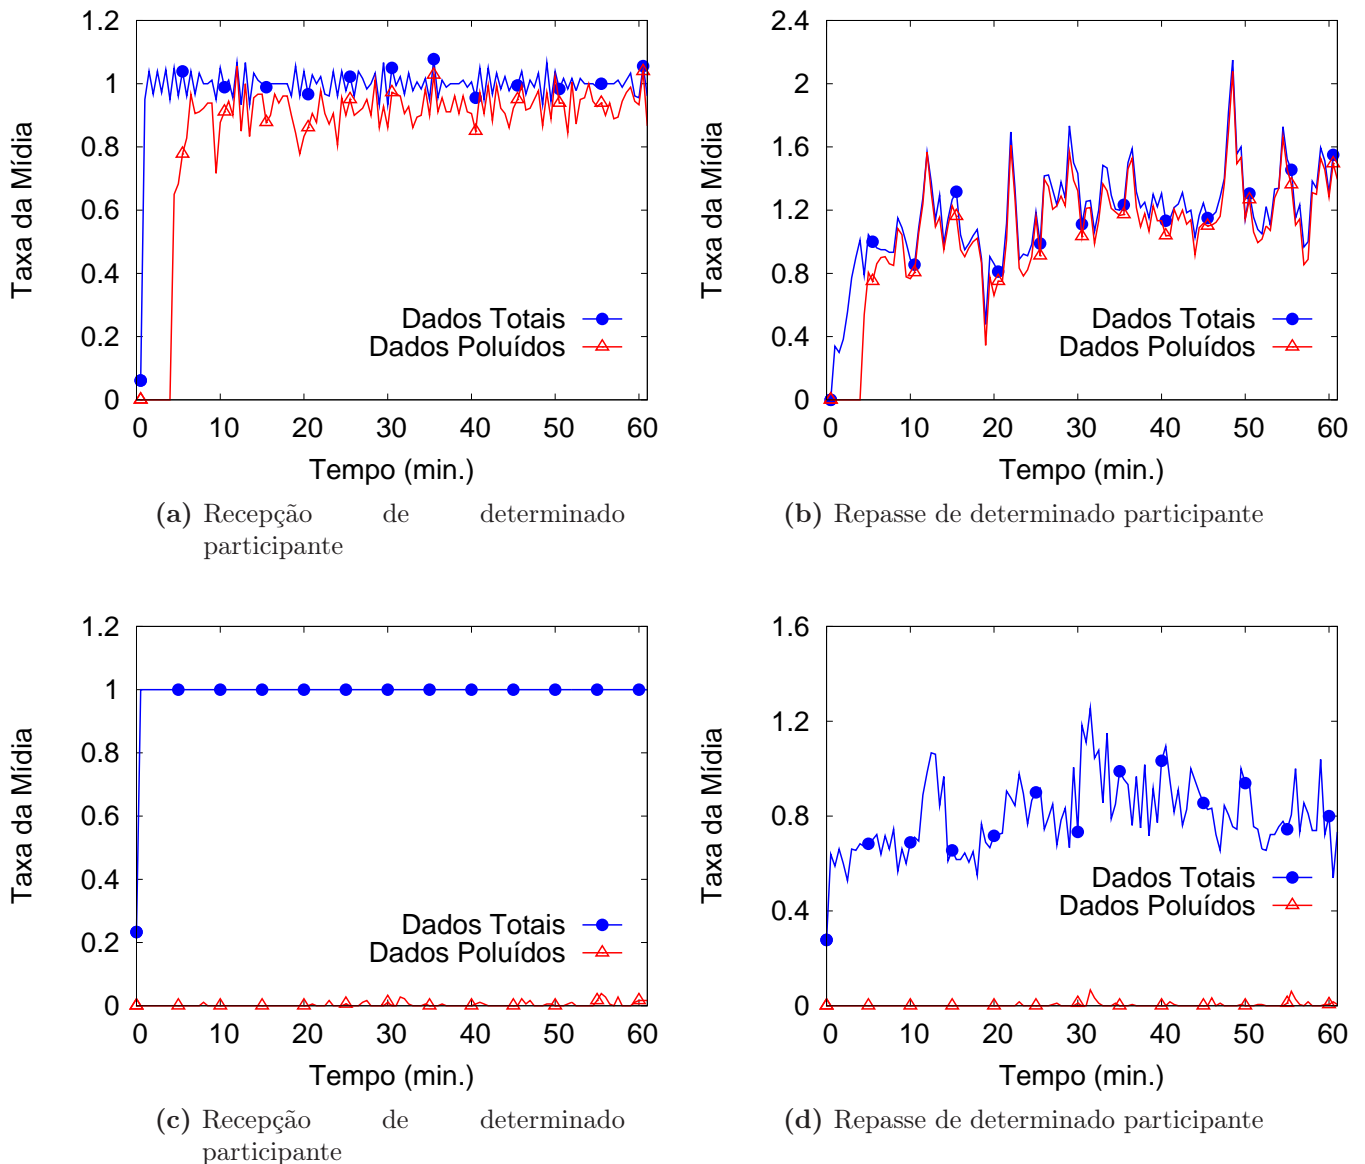 1.2
1
0.8
0.6
0.4
0.2
0
Taxa da Mídia
Dados Totais
Dados Poluídos
0 10 20 30 40 50 60
Tempo (min.)
(a) Recepção de determinado
participante
2.4
2
1.6
1.2
0.8
0.4
0
Taxa da Mídia
Dados Totais
Dados Poluídos
0 10 20 30 40 50 60
Tempo (min.)
(b) Repasse de determinado participante
1.2
1
0.8
0.6
0.4
0.2
0
Taxa da Mídia
Dados Totais
Dados Poluídos
0 10 20 30 40 50 60
Tempo (min.)
(c) Recepção de determinado
participante
1.6
1.2
0.8
0.4
0
Taxa da Mídia
Dados Totais
Dados Poluídos
0 10 20 30 40 50 60
Tempo (min.)
(d) Repasse de determinado participante